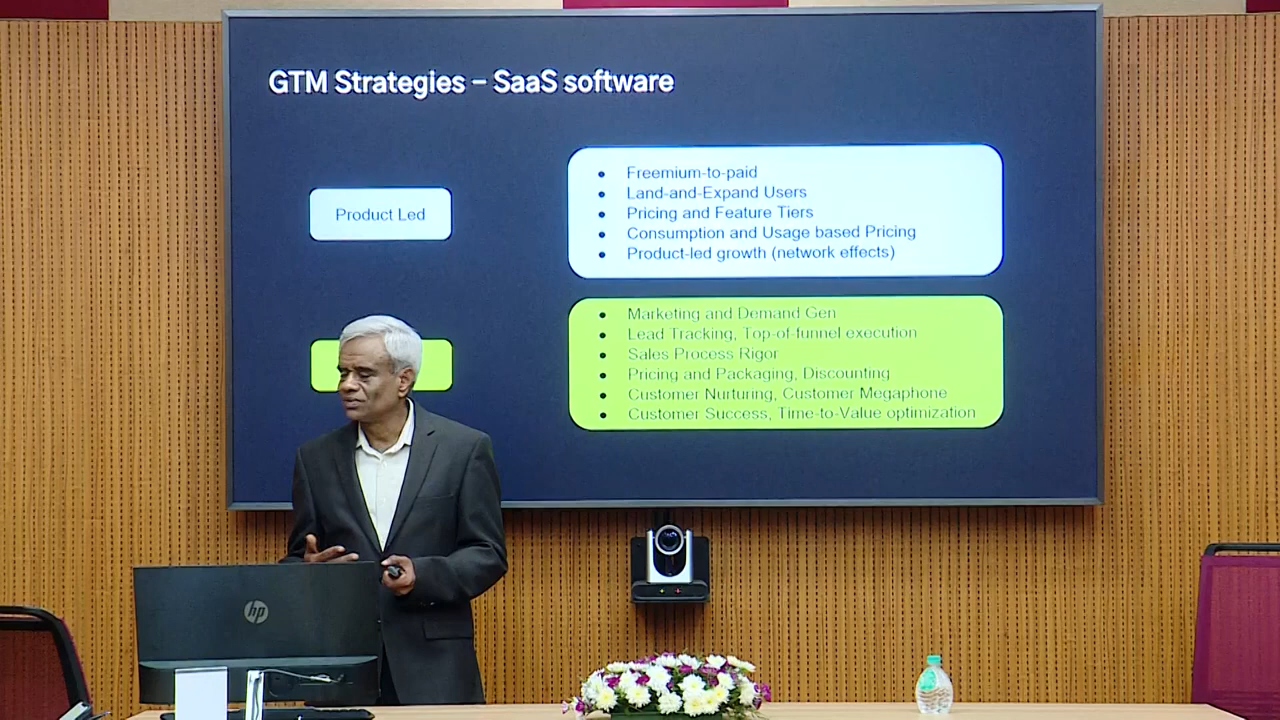 GTM Strategies – SaaS software
Product Led
• Freemium-to-paid
• Land-and-Expand Users
• Pricing and Feature Tiers
• Consumption and Usage based Pricing
• Product-led growth (network effects)
• Marketing and Demand Gen
• Lead Tracking, Top-of-funnel execution
• Sales Process Rigor
• Pricing and Packaging, Discounting
• Customer Nurturing, Customer Megaphone
• Customer Success, Time-to-Value optimization
hp